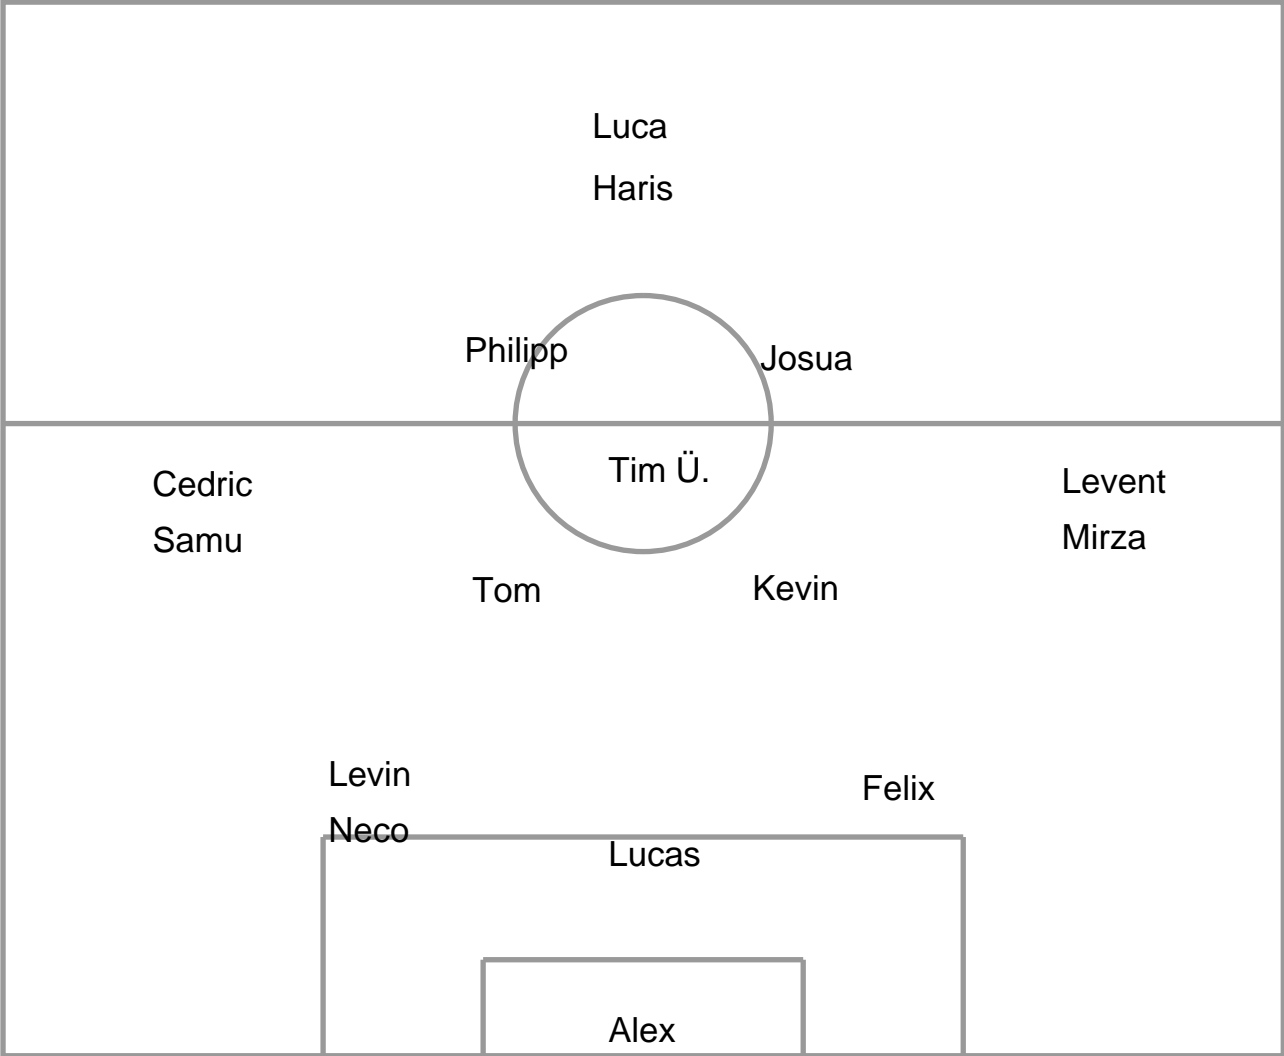 Luca
Haris
Philipp
Josua
Tim Ü.
Cedric
Samu
Levent
Mirza
Tom
Kevin
Levin
Neco
Felix
Lucas
Alex